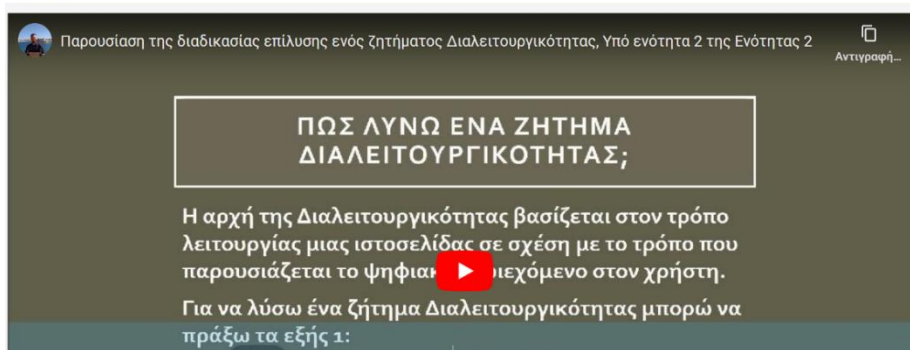 Παρουσίαση της διαδικασίας επίλυσης ενός ζητήματος Διαλειτουργικότητας, Υπό ενότητα 2 της Ενότητας 2
Αντιγραφή...
ΠΩΣ ΛΥΝΩ ΕΝΑ ΖΗΤΗΜΑ
ΔΙΑΛΕΙΤΟΥΡΓΙΚΟΤΗΤΑΣ;
Η αρχή της Διαλειτουργικότητας βασίζεται στον τρόπο
λειτουργίας μιας ιστοσελίδας σε σχέση με το τρόπο που
παρουσιάζεται το στον χρήστη.
Για να λύσω ένα ζήτημα Διαλειτουργικότητας μπορώ να
πράξω τα εξής 1: